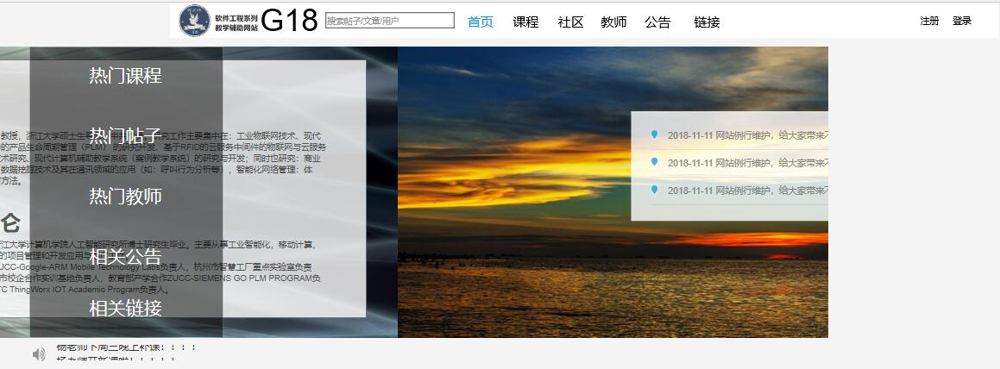 软件工程系列
教学辅助网站
G18
搜索帖子/文章/用户
首页 课程 社区 教师 公告 链接
注册 登录
热门课程
热门帖子
热门教师
相关公告
相关链接
教授，浙江大学硕士生导
究工作主要集中在：工业物联网技术、现代
的产品生命周期管理（PLM）的研究开发、基于RFID的云服务中间件的物联网与云服务
术研究、现代计算机辅助教学系统（案例教学系统）的研究与开发；同时也研究：商业
数据挖掘技术及其在通讯领域的应用（如：呼叫行为分析等），智能化网络管理：体
方法。
仑
江大学计算机学院人工智能研究所博士研究生毕业。主要从事工业智能化，移动计算，
的项目管理和开发应用
UCC-Google-ARM Mobile Technology Labs负责人，杭州市智慧工厂重点实验室负责
市校企合作实训基地负责人，教育部产学合作ZUCC-SIEMENS GO PLM PROGRAM负
TC ThingWorx IOT Academic Program负责人。
2018-11-11 网站例行维护，给大家带来不
2018-11-11 网站例行维护，给大家带来不
2018-11-11 网站例行维护，给大家带来不
杨老师下周三晚上补课！！！！
杨老师开新课啦！！！！！